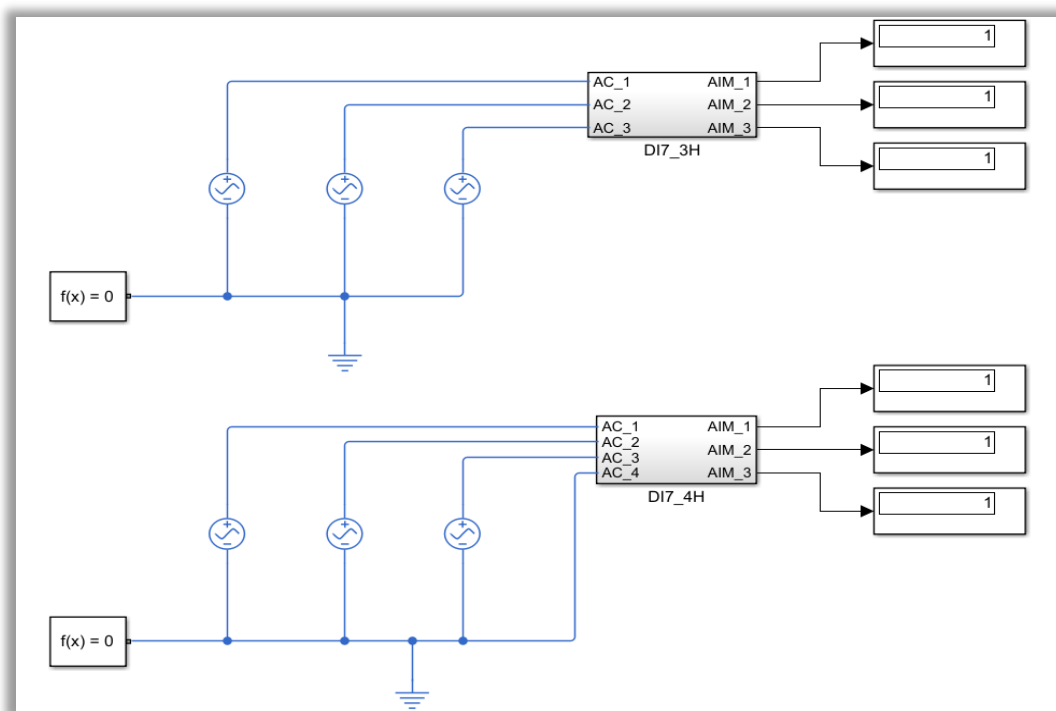 1
AC_1 AIM_1
AC_2 AIM_2
1
AC_3 AIM_3
DI7_3H
1
f(x) = 0
1
AC_1 AIM_1
AC_2
AIM_2
1
AC_3
AC_4 AIM_3
DI7_4H
1
f(x) = 0